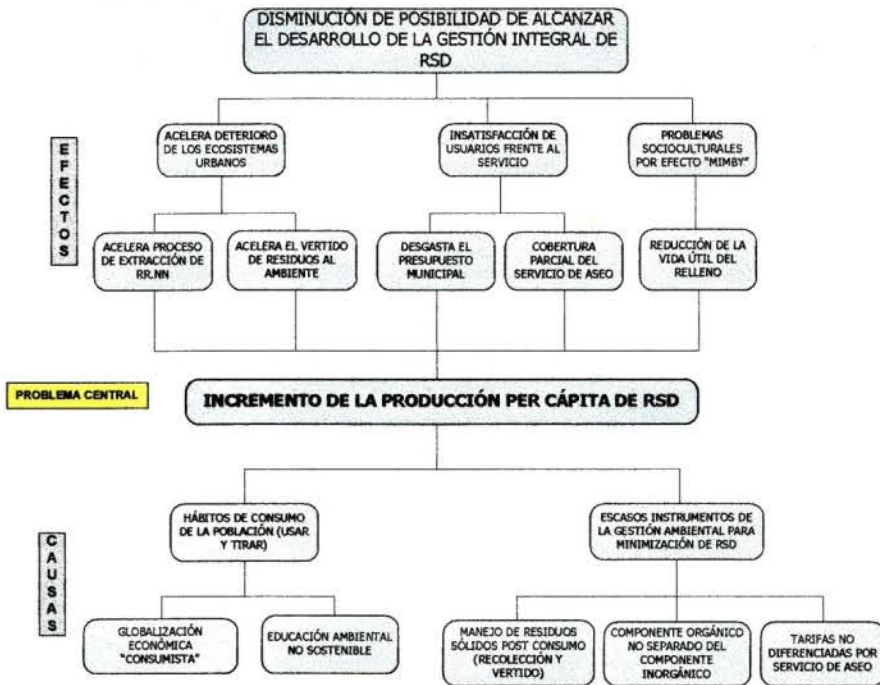 DISMINUCIÓN DE POSIBILIDAD DE ALCANZAR
EL DESARROLLO DE LA GESTIÓN INTEGRAL DE
RSD
EFECTOS
ACELERA DETERIORO
DE LOS ECOSISTEMAS
URBANOS
INSATISFACCIÓN DE
USUARIOS FRENTE AL
SERVICIO
PROBLEMAS
SOCIOCULTURALES
POR EFECTO "MIMBY"
ACELERA PROCESO
DE EXTRACCIÓN DE
RR.NN
ACELERA EL VERTIDO
DE RESIDUOS AL
AMBIENTE
DESGASTA EL
PRESUPUESTO
MUNICIPAL
COBERTURA
PARCIAL DEL
SERVICIO DE ASEO
REDUCCIÓN DE LA
VIDA ÚTIL DEL
RELLENO
PROBLEMA CENTRAL
INCREMENTO DE LA PRODUCCIÓN PER CÁPITA DE RSD
CAUSAS
HÁBITOS DE CONSUMO
DE LA POBLACIÓN (USAR
Y TIRAR)
ESCASOS INSTRUMENTOS DE
LA GESTIÓN AMBIENTAL PARA
MINIMIZACIÓN DE RSD
GLOBALIZACIÓN
ECONÓMICA
"CONSUMISTA"
EDUCACIÓN AMBIENTAL
NO SOSTENIBLE
MANEJO DE RESIDUOS
SÓLIDOS POST CONSUMO
(RECOLECCIÓN Y
VERTIDO)
COMPONENTE ORGÁNICO
NO SEPARADO DEL
COMPONENTE
INORGÁNICO
TARIFAS NO
DIFERENCIADAS POR
SERVICIO DE ASEO